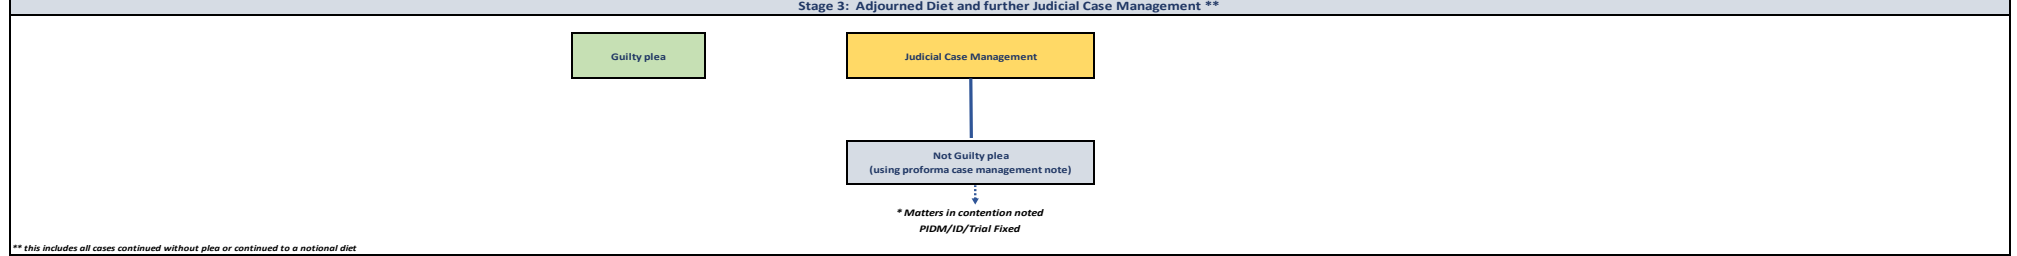 Stage 3: Adjourned Diet and further Judicial Case Management **
Guilty plea
Judicial Case Management
Not Guilty plea
(using proforma case management note)
* Matters in contention noted
PIDM/ID/Trial Fixed
** this includes all cases continued without plea or continued to a notional diet